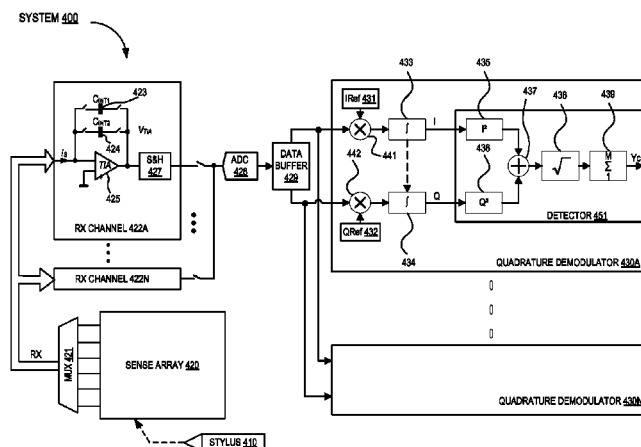 SYSTEM 400
CINT1
423
CINT2
424
VTIA
is
TIA
425
S&H
427
RX CHANNEL 422A
RX CHANNEL 422N
ADC
428
DATA
BUFFER
429
RX
MUX 421
SENSE ARRAY 420
STYLUS 410
433
435
437
438
439
IRef 431
441
∫
I
I²
442
QRef 432
∫
434
Q
436
Q²
√
M
Σ
1
DETECTOR 451
QUADRATURE DEMODULATOR 430A
QUADRATURE DEMODULATOR 430N